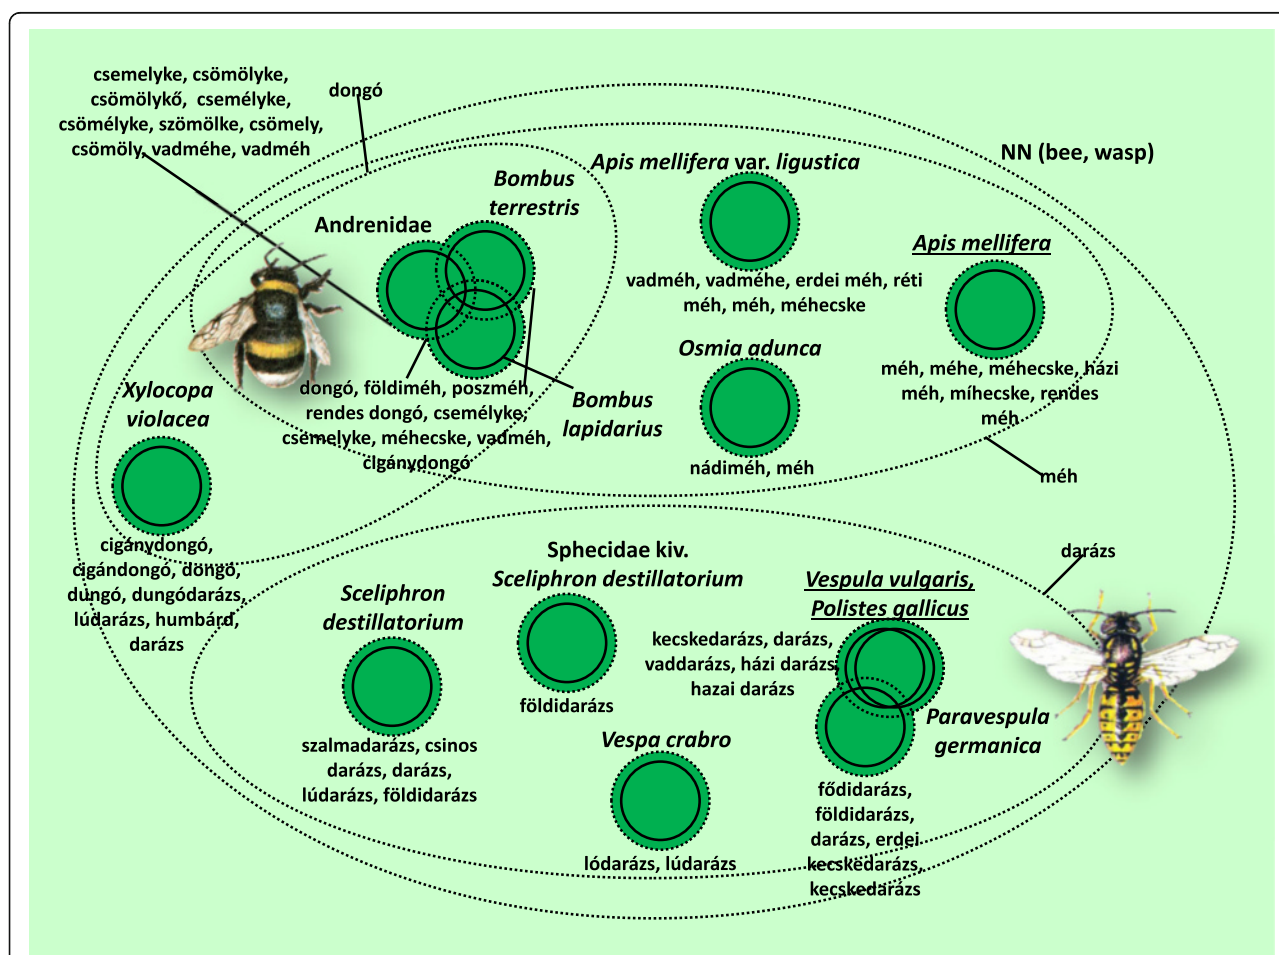 csemelyke, csömölyke,
csömölykő, csemélyke,
csömélyke, szömölke, csömely,
csömöly, vadméhe, vadméh
dongó
NN (bee, wasp)
Apis mellifera var. ligustica
vadméh, vadméhe, erdei méh, réti
méh, méh, méhecske
Bombus
terrestris
Andrenidae
Apis mellifera
méh, méhe, méhecske, házi
méh, míhecske, rendes
méh
Osmia adunca
nádiméh, méh
dongó, földiméh, poszméh,
rendes dongó, csemélyke,
csemelyke, méhecske, vadméh,
cigánydongó
Bombus
lapidarius
Xylocopa
violacea
cigánydongó,
cigándongó, dongó,
dungó, dungódarázs,
lúdarázs, humbárd,
darázs
méh
darázs
Sphecidae kiv.
Sceliphron destillatorium
földidarázs
Sceliphron
destillatorium
szalmadarázs, csinos
darázs, darázs,
lúdarázs, földidarázs
Vespula vulgaris,
Polistes gallicus
kecskedarázs, darázs,
vaddarázs, házi darázs,
hazai darázs
Paravespula
germanica
fődidarázs,
földidarázs,
darázs, erdei
kecskedarázs,
kecskedarázs
Vespa crabro
lódarázs, lúdarázs